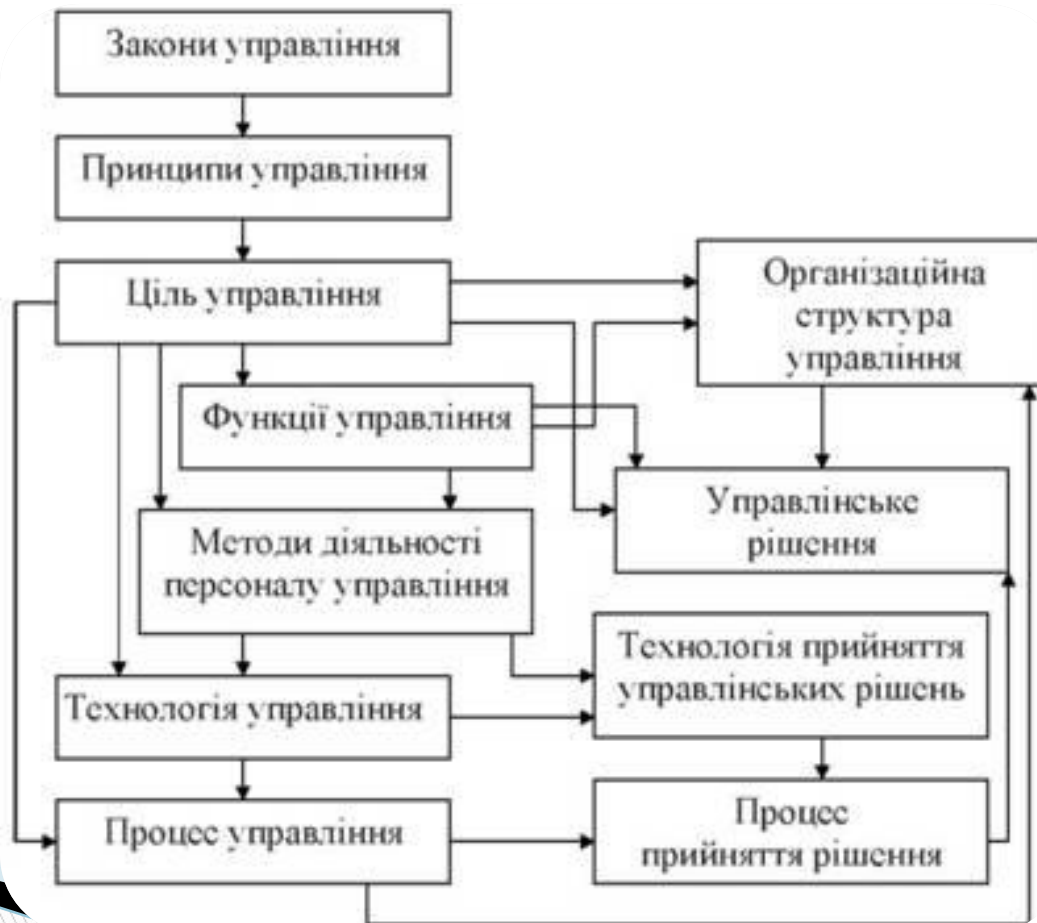 Закони управління
Принципи управління
Ціль управління
Організаційна
структура
управління
Функції управління
Управлінське
рішення
Методи діяльності
персоналу управління
Технологія прийняття
управлінських рішень
Технологія управління
Процес управління
Процес
прийняття рішення